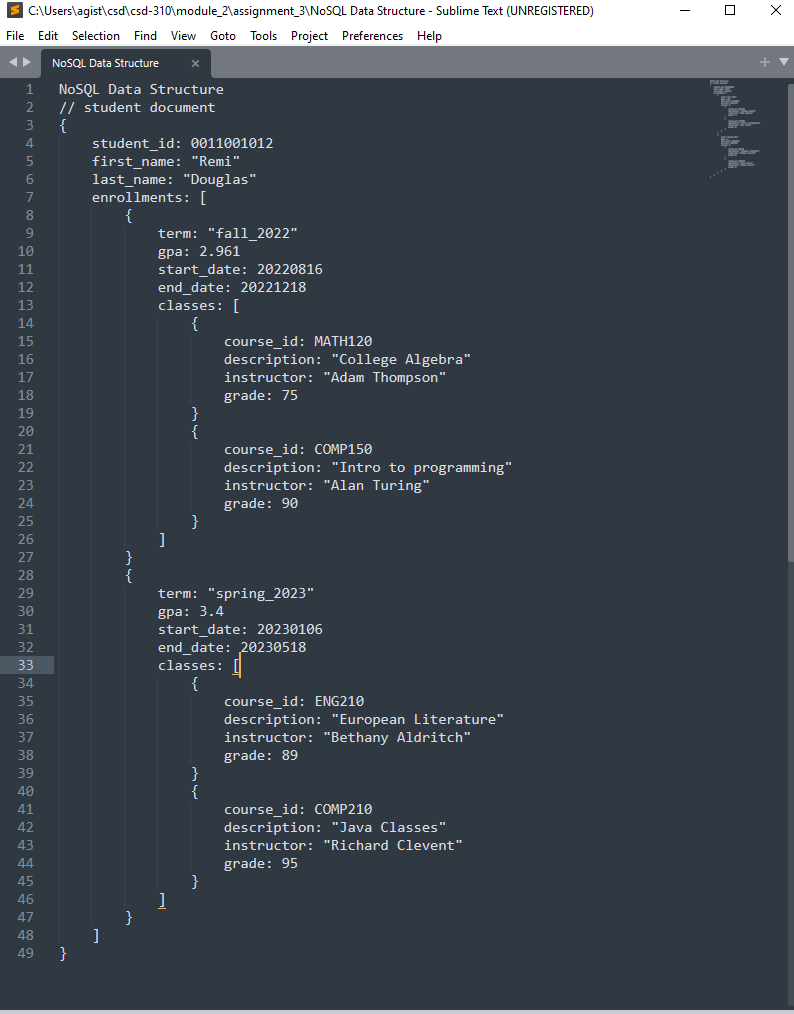 C:\Users\agist\csd\csd-310\module_2\assignment_3\NoSQL Data Structure - Sublime Text (UNREGISTERED)
File Edit Selection Find View Goto Tools Project Preferences Help
NoSQL Data Structure
1 NoSQL Data Structure
2 // student document
3 {
4 student_id: 0011001012
5 first_name: "Remi"
6 last_name: "Douglas"
7 enrollments: [
8 {
9 term: "fall_2022"
10 gpa: 2.961
11 start_date: 20220816
12 end_date: 20221218
13 classes: [
14 {
15 course_id: MATH120
16 description: "College Algebra"
17 instructor: "Adam Thompson"
18 grade: 75
19 }
20 {
21 course_id: COMP150
22 description: "Intro to programming"
23 instructor: "Alan Turing"
24 grade: 90
25 }
26 ]
27 }
28 {
29 term: "spring_2023"
30 gpa: 3.4
31 start_date: 20230106
32 end_date: 20230518
33 classes: [
34 {
35 course_id: ENG210
36 description: "European Literature"
37 instructor: "Bethany Aldritch"
38 grade: 89
39 }
40 {
41 course_id: COMP210
42 description: "Java Classes"
43 instructor: "Richard Clevent"
44 grade: 95
45 }
46 ]
47 }
48 ]
49 }